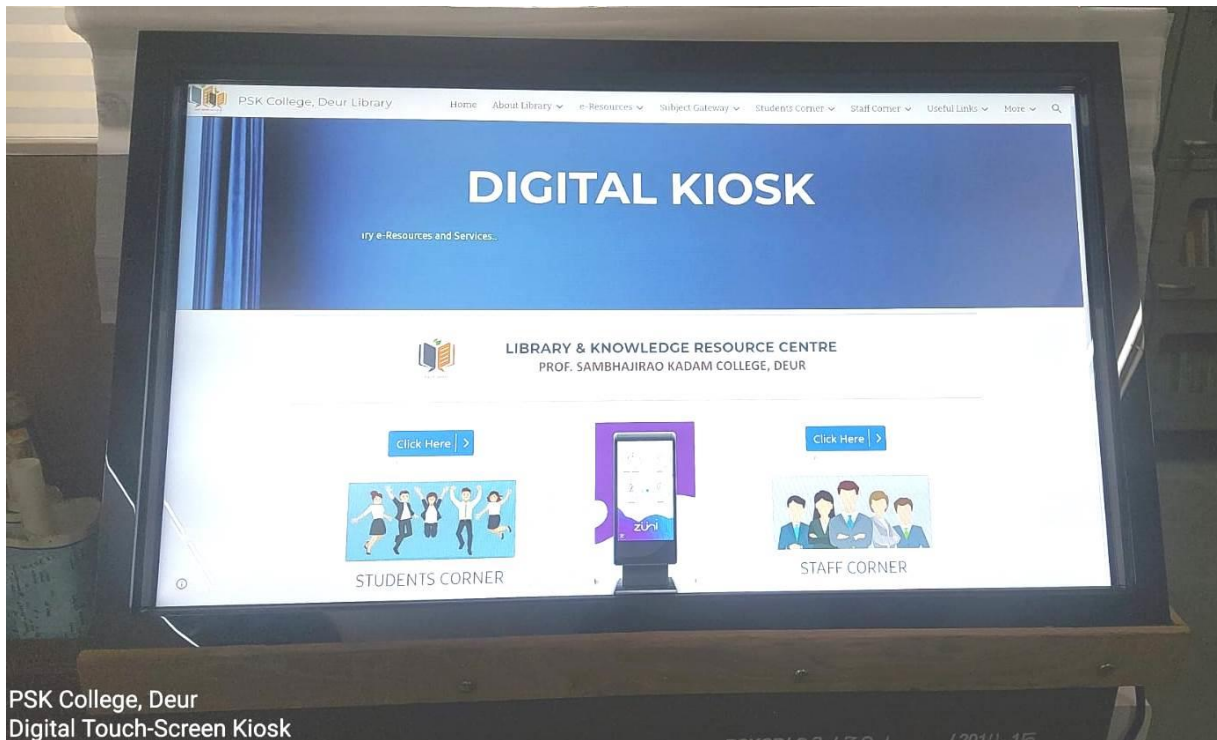 PSK College, Deur Library Home About Library e-Resources Subject Gateway Students Corner Staff Corner Useful Links More
DIGITAL KIOSK
ry e-Resources and Services..
LIBRARY & KNOWLEDGE RESOURCE CENTRE
PROF. SAMBHAJIRAO KADAM COLLEGE, DEUR
Click Here
Click Here
zuni
STUDENTS CORNER
STAFF CORNER
PSK College, Deur
Digital Touch-Screen Kiosk